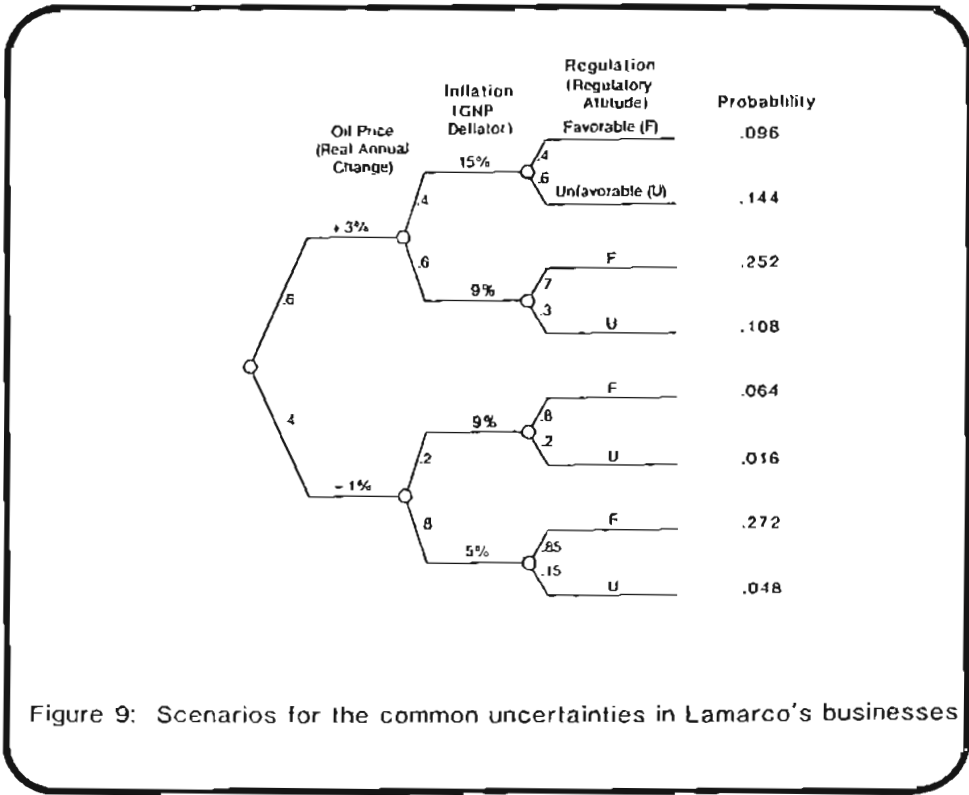 Regulation
(Regulatory
Attitude)
Inflation
(GNP
Deflator)
Probability
Oil Price
(Real Annual
Change)
Favorable (F)
.096
15%
.4
.6
Unfavorable (U)
.144
.4
+3%
.6
F
.252
9%
.7
.3
U
.108
.6
.4
F
.064
9%
.8
.2
U
.016
.2
-1%
.8
F
.272
5%
.85
.15
U
.048
Figure 9: Scenarios for the common uncertainties in Lamarco's businesses